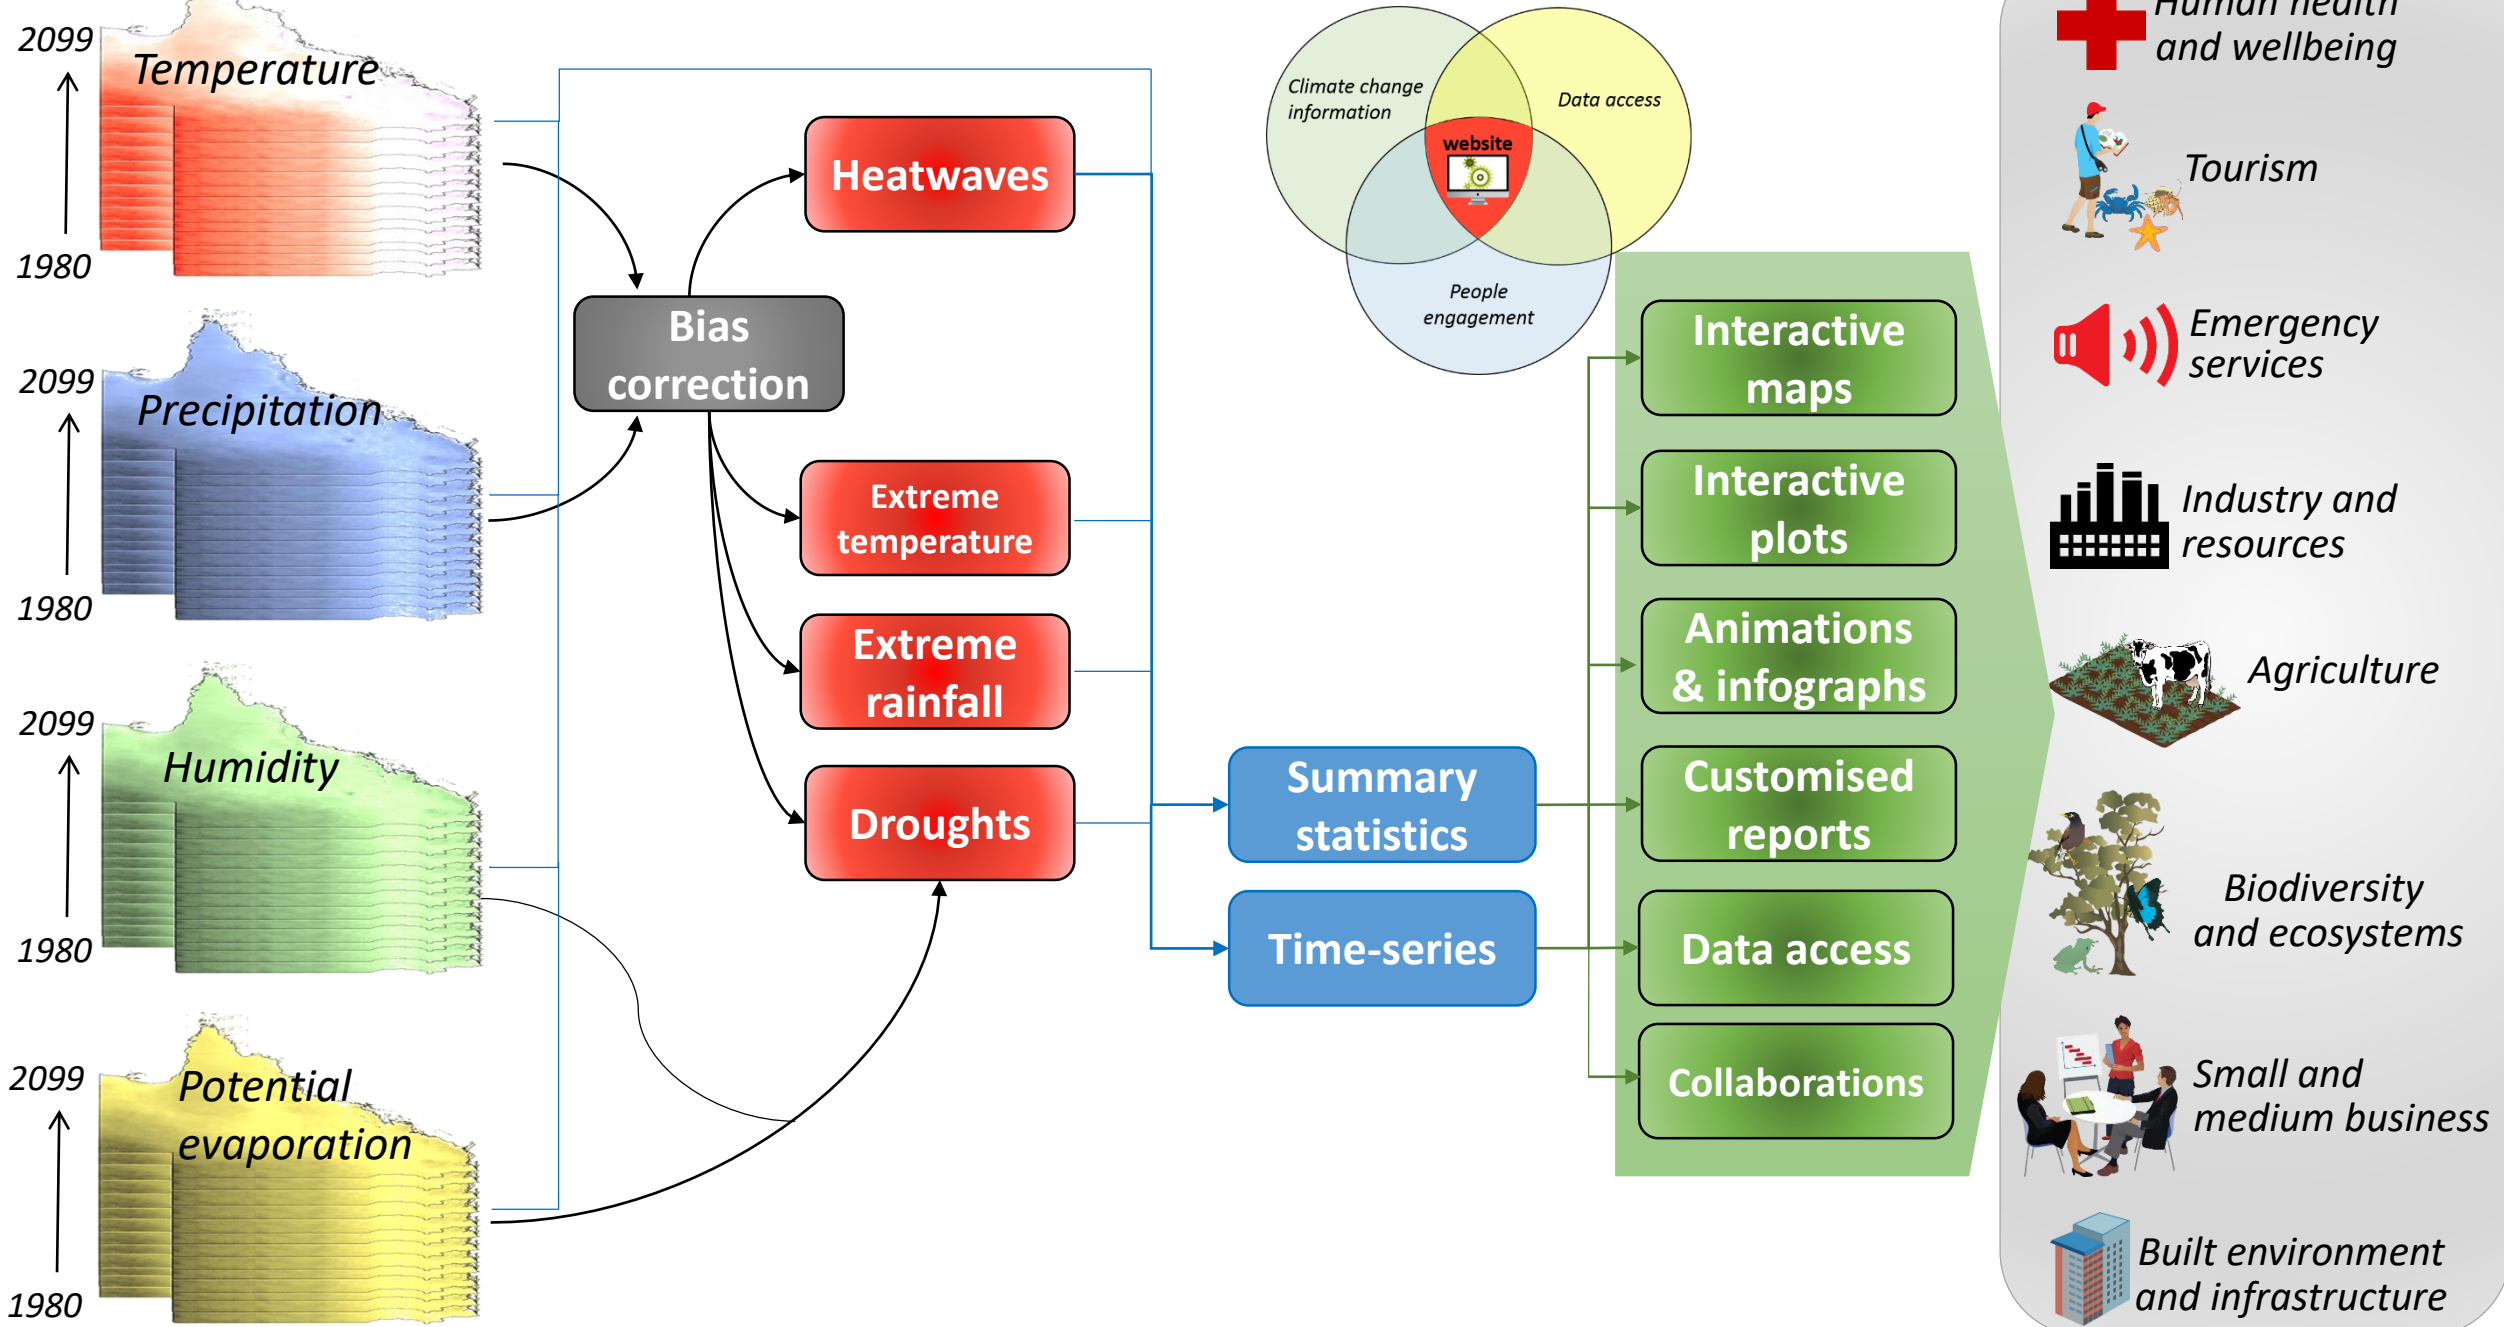 2099
Temperature
1980
2099
Precipitation
1980
2099
Humidity
1980
2099
Potential
evaporation
1980
Bias
correction
Heatwaves
Extreme
temperature
Extreme
rainfall
Droughts
Climate change
information
Data access
website
People
engagement
Summary
statistics
Time-series
Interactive
maps
Interactive
plots
Animations
& infographs
Customised
reports
Data access
Collaborations
Human health
and wellbeing
Tourism
Emergency
services
Industry and
resources
Agriculture
Biodiversity
and ecosystems
Small and
medium business
Built environment
and infrastructure